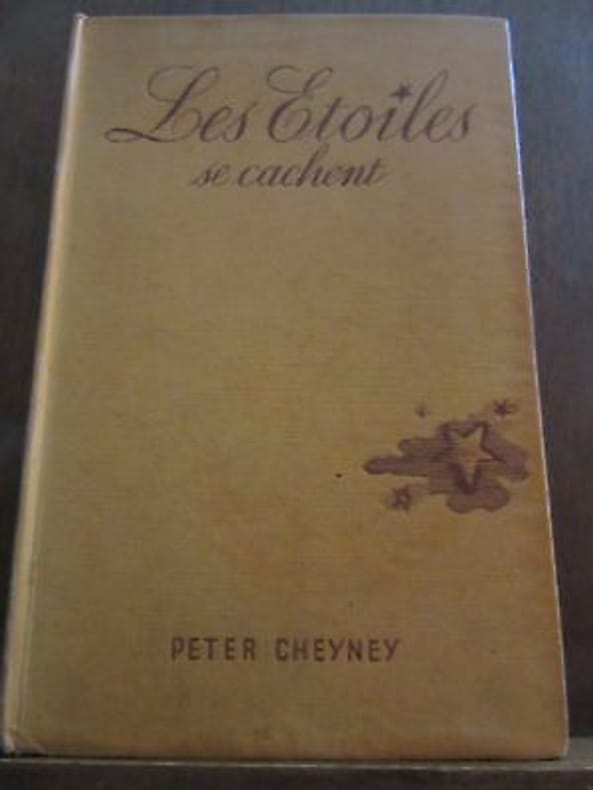 Les Etoiles
se cachent
PETER CHEYNEY